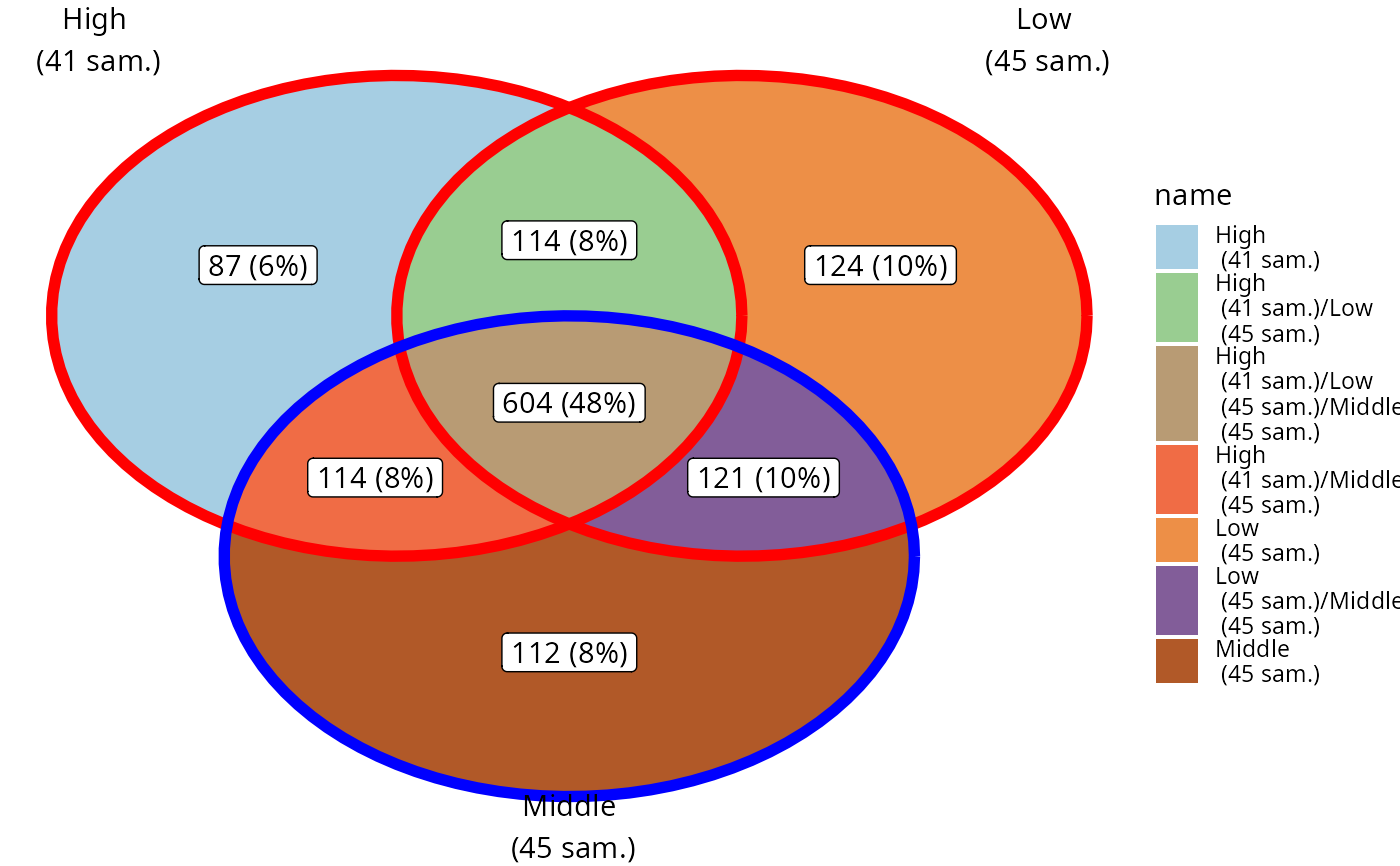 High
(41 sam.)
Low
(45 sam.)
87 (6%)
114 (8%)
124 (10%)
604 (48%)
114 (8%)
121 (10%)
112 (8%)
Middle
(45 sam.)
name
High
(41 sam.)
High
(41 sam.)/Low
(45 sam.)
High
(41 sam.)/Low
(45 sam.)/Middle
(45 sam.)
High
(41 sam.)/Middle
(45 sam.)
Low
(45 sam.)
Low
(45 sam.)/Middle
(45 sam.)
Middle
(45 sam.)